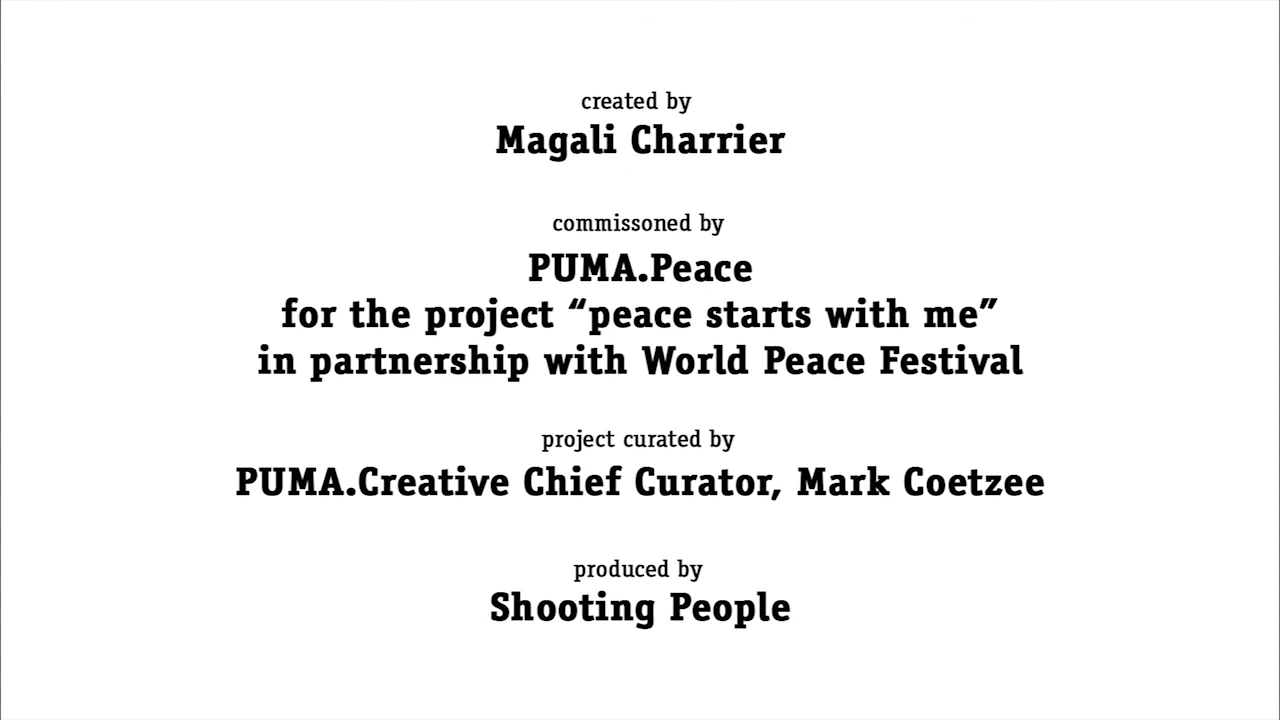 created by
Magali Charrier
commissoned by
PUMA.Peace
for the project “peace starts with me”
in partnership with World Peace Festival
project curated by
PUMA.Creative Chief Curator, Mark Coetzee
produced by
Shooting People